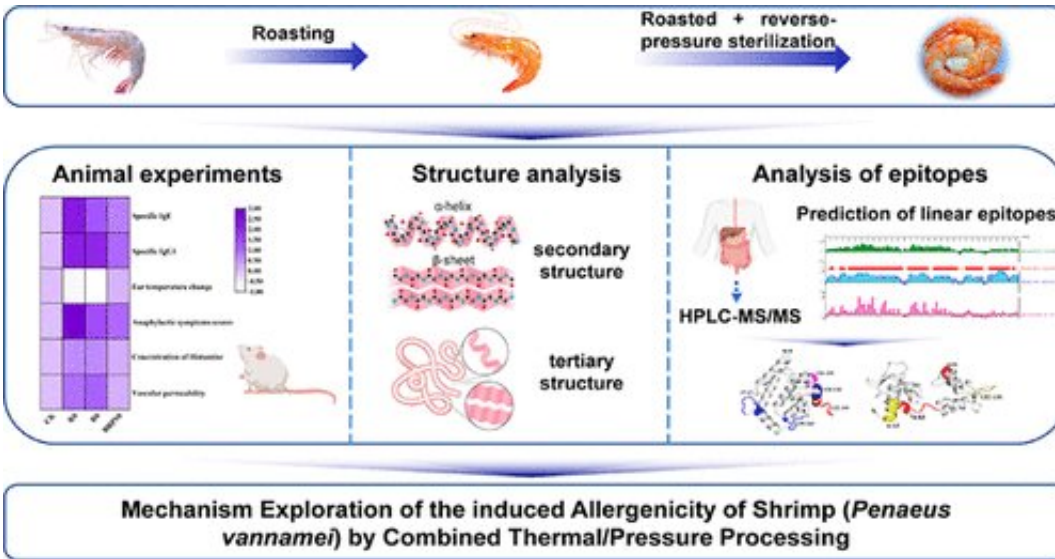 Roasting
Roasted + reverse-
pressure sterilization
Animal experiments
Specific IgE
Ear temperature change
Anaphylactic symptom scores
Concentration of Histamine
Vascular permeability
CK
Structure analysis
α-helix
β-sheet
secondary
structure
tertiary
structure
Analysis of epitopes
Prediction of linear epitopes
HPLC-MS/MS
Mechanism Exploration of the induced Allergenicity of Shrimp (Penaeus
vannamei) by Combined Thermal/Pressure Processing